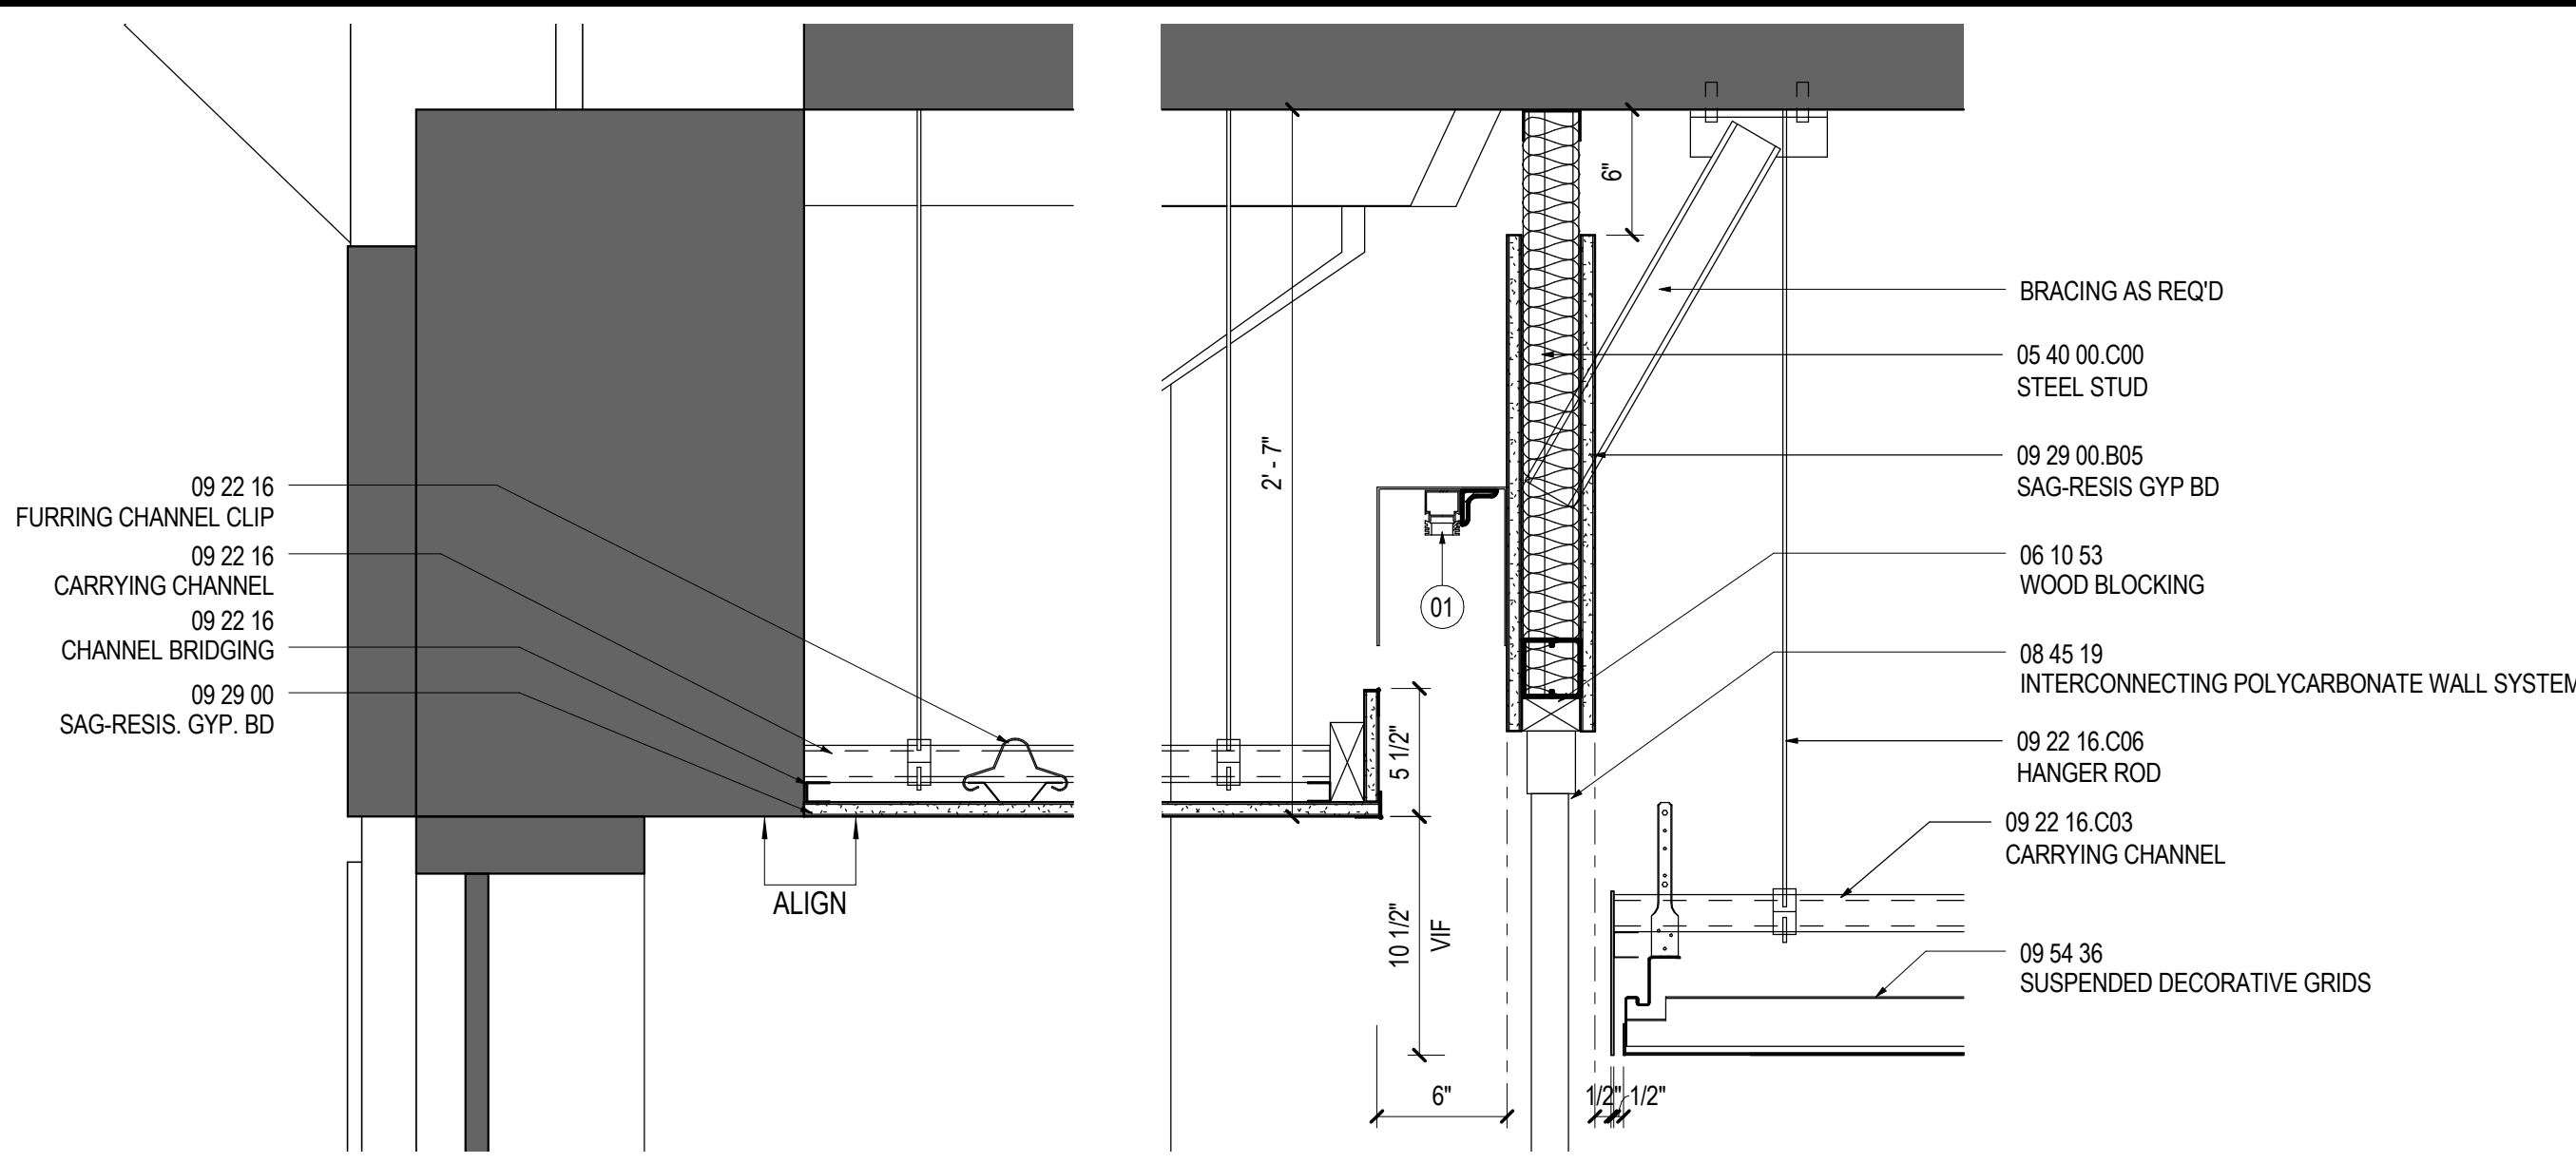 09 22 16
FURRING CHANNEL CLIP
09 22 16
CARRYING CHANNEL
09 22 16
CHANNEL BRIDGING
09 29 00
SAG-RESIS. GYP. BD
ALIGN
2' - 7"
6"
01
5 1/2"
10 1/2"
VIF
6"
1/2"
1/2"
BRACING AS REQ'D
05 40 00.C00
STEEL STUD
09 29 00.B05
SAG-RESIS GYP BD
06 10 53
WOOD BLOCKING
08 45 19
INTERCONNECTING POLYCARBONATE WALL SYSTEM
09 22 16.C06
HANGER ROD
09 22 16.C03
CARRYING CHANNEL
09 54 36
SUSPENDED DECORATIVE GRIDS